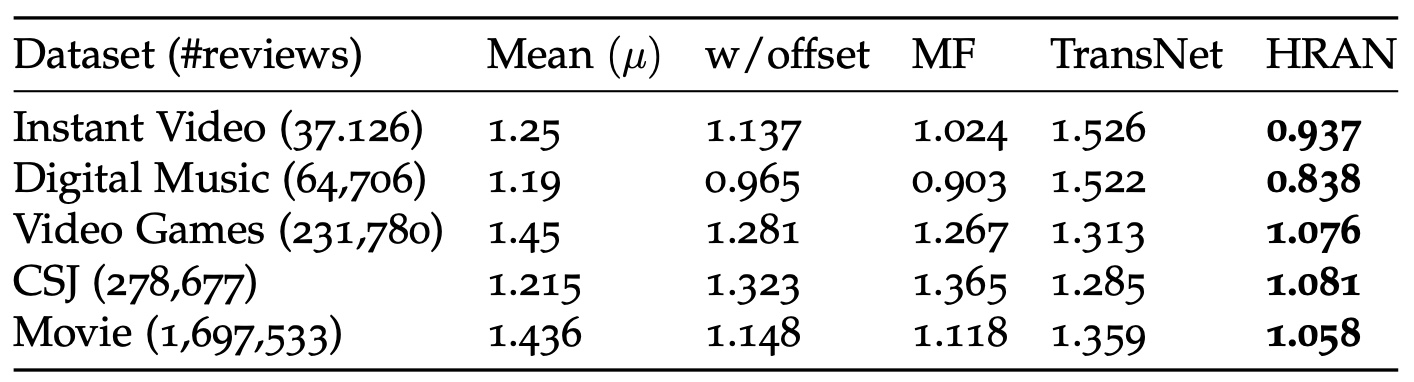 Dataset (#reviews) Mean (μ) w/offset MF TransNet HRAN
Instant Video (37.126) 1.25 1.137 1.024 1.526 0.937
Digital Music (64,706) 1.19 0.965 0.903 1.522 0.838
Video Games (231,780) 1.45 1.281 1.267 1.313 1.076
CSJ (278,677) 1.215 1.323 1.365 1.285 1.081
Movie (1,697,533) 1.436 1.148 1.118 1.359 1.058